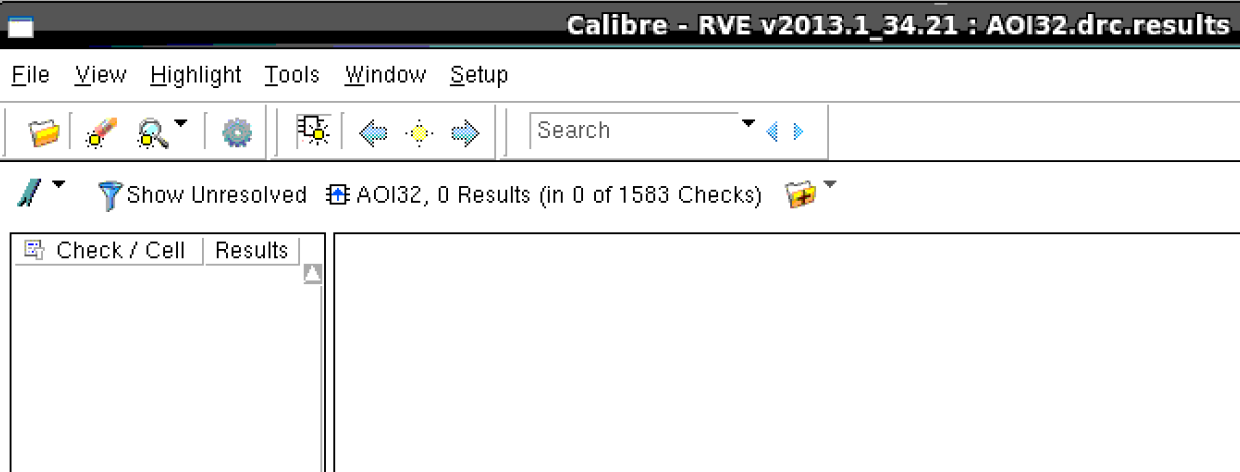 Calibre - RVE v2013.1_34.21 : AOI32.drc.results
File View Highlight Tools Window Setup
Search
Show Unresolved AOI32, 0 Results (in 0 of 1583 Checks)
Check / Cell Results